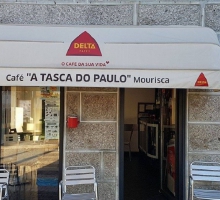 DELTA
O CAFÉ DA SUA VIDA
Café "A TASCA DO PAULO" Mourisca